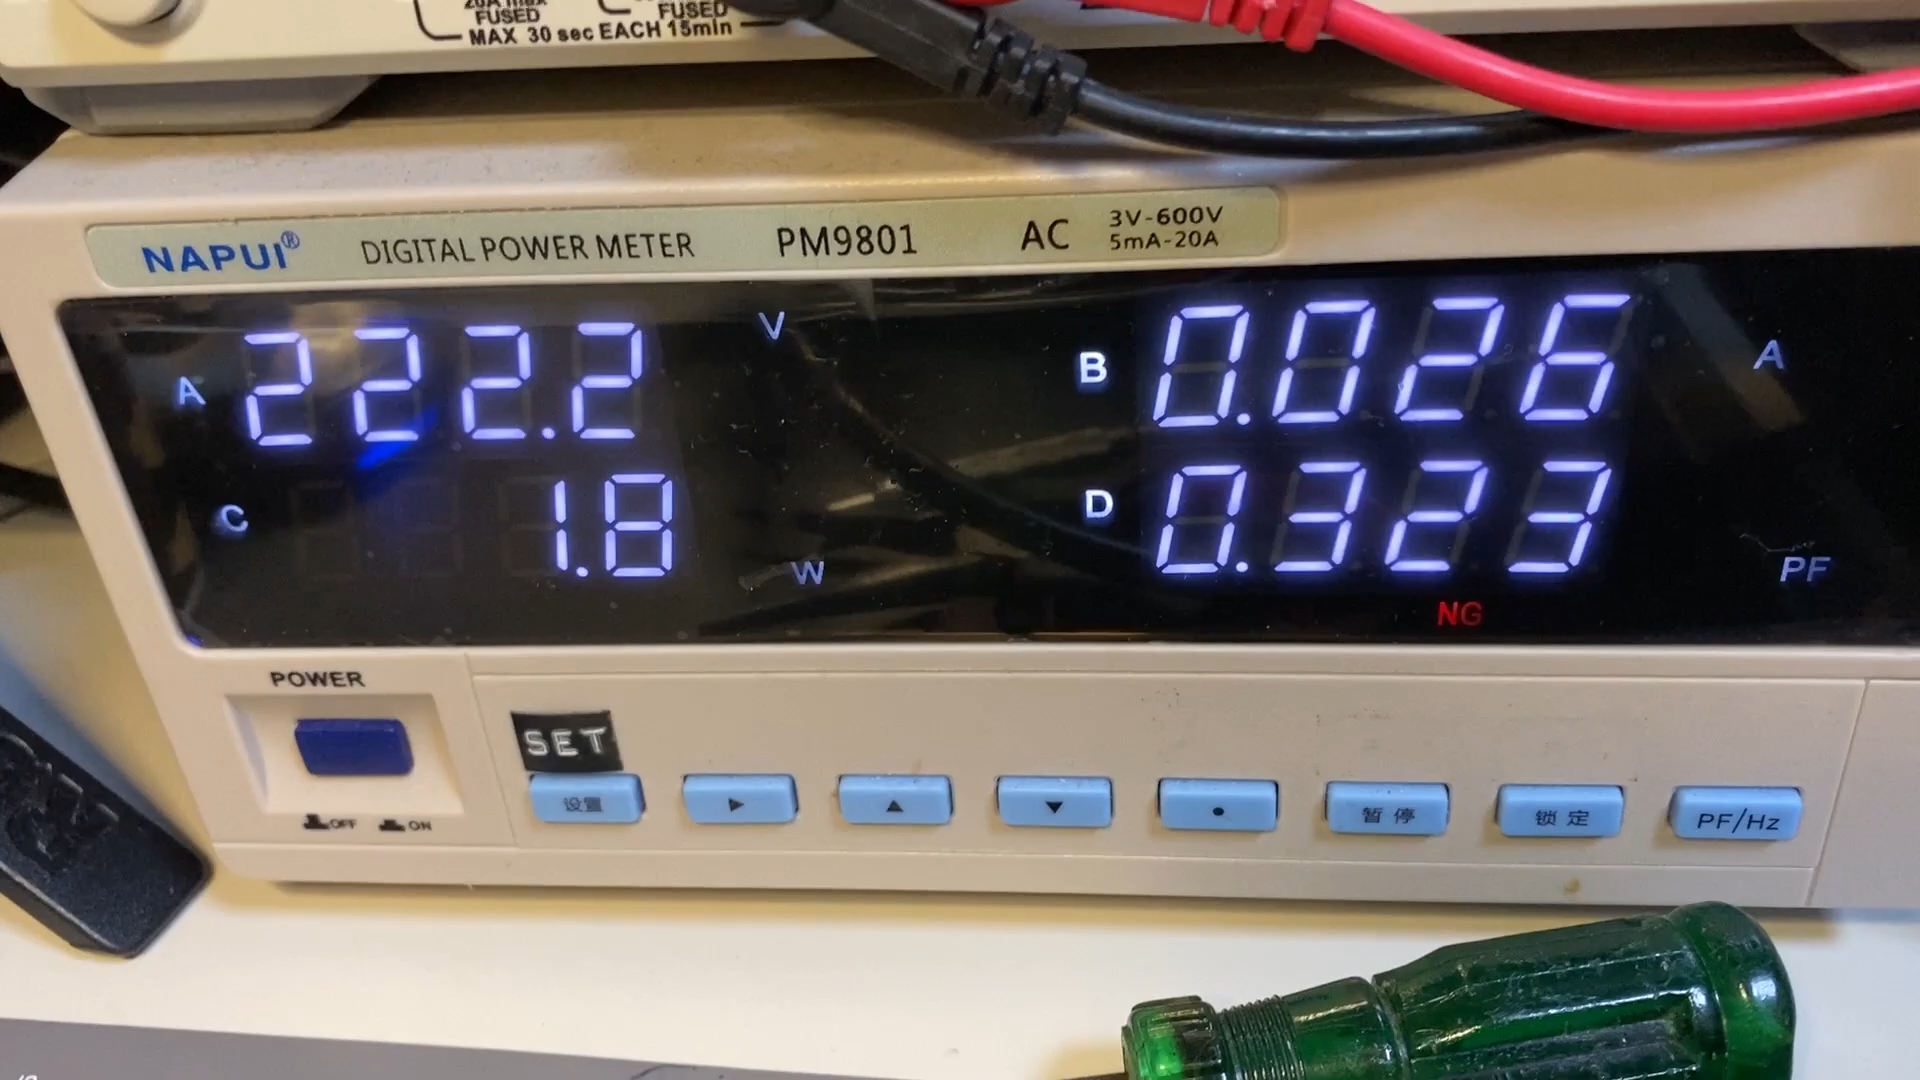 20A max
FUSED
FUSED
MAX 30 sec EACH 15min
NAPUI® DIGITAL POWER METER PM9801 AC 3V-600V
5mA-20A
A 222.2 V
B 0.026 A
C 1.8 W
D 0.323 PF
NG
POWER
OFF ON
SET
设置 暂停 锁定 PF/Hz